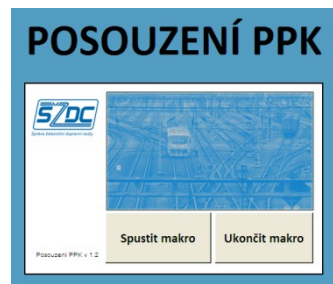 POSOUZENÍ PPK
SŽDC
Správa železniční dopravní cesty
Spustit makro
Ukončit makro
Posouzení PPK v 1.2